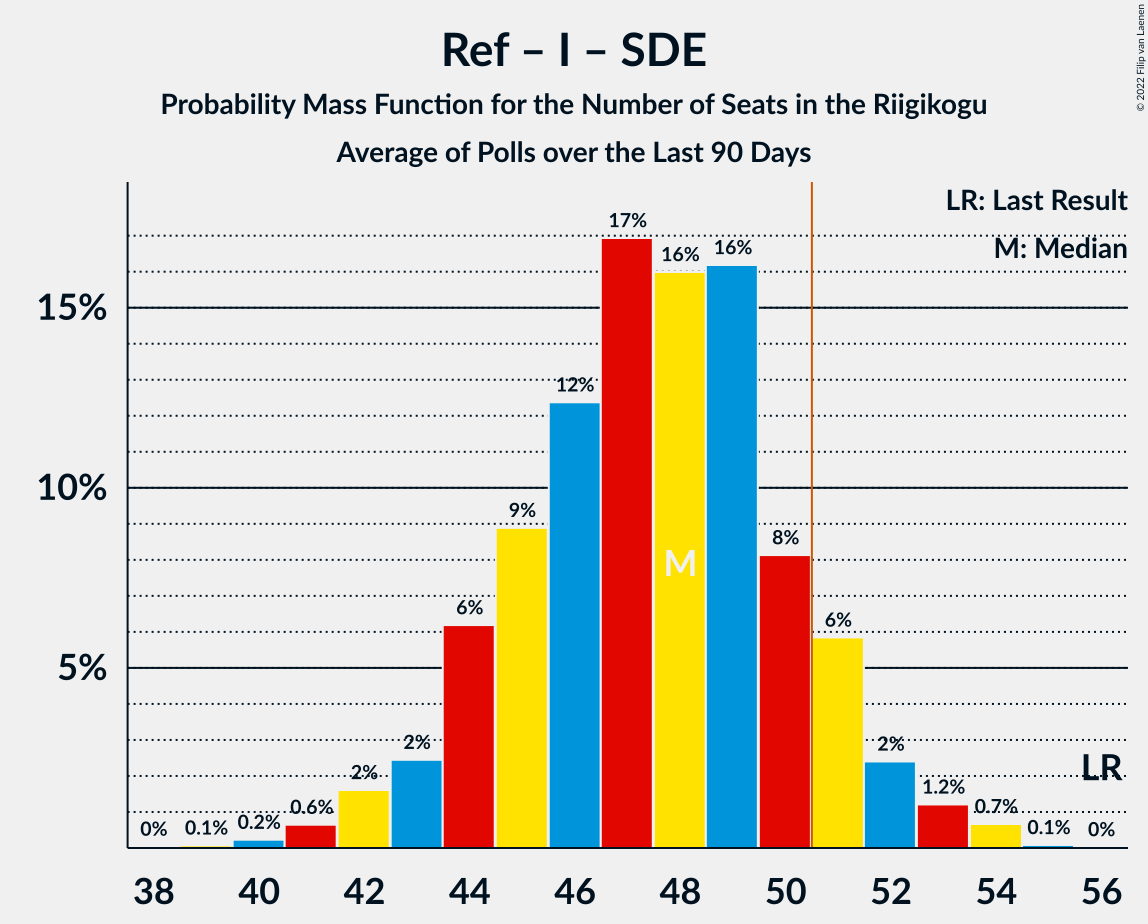 Ref – I – SDE
Probability Mass Function for the Number of Seats in the Riigikogu
Average of Polls over the Last 90 Days
© 2022 Filip van Laenen
LR: Last Result
M: Median
15%
10%
5%
0%
0.1%
0.2%
0.6%
2%
2%
6%
9%
12%
17%
16%
16%
8%
6%
2%
1.2%
0.7%
0.1%
0%
M
LR
38 40 42 44 46 48 50 52 54 56